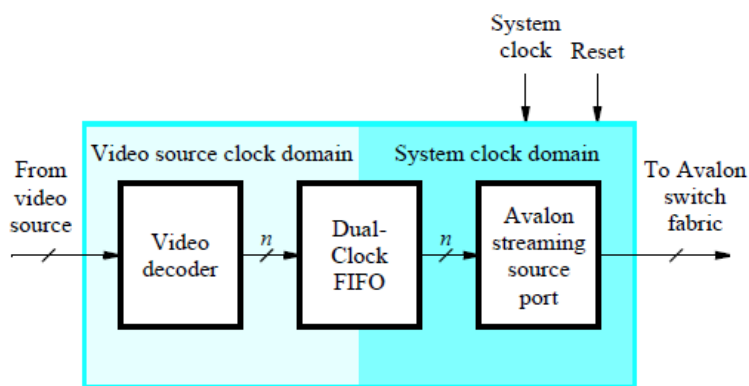 System
clock
Reset
Video source clock domain
System clock domain
From
video
source
Video
decoder
n
Dual-
Clock
FIFO
n
Avalon
streaming
source
port
To Avalon
switch
fabric